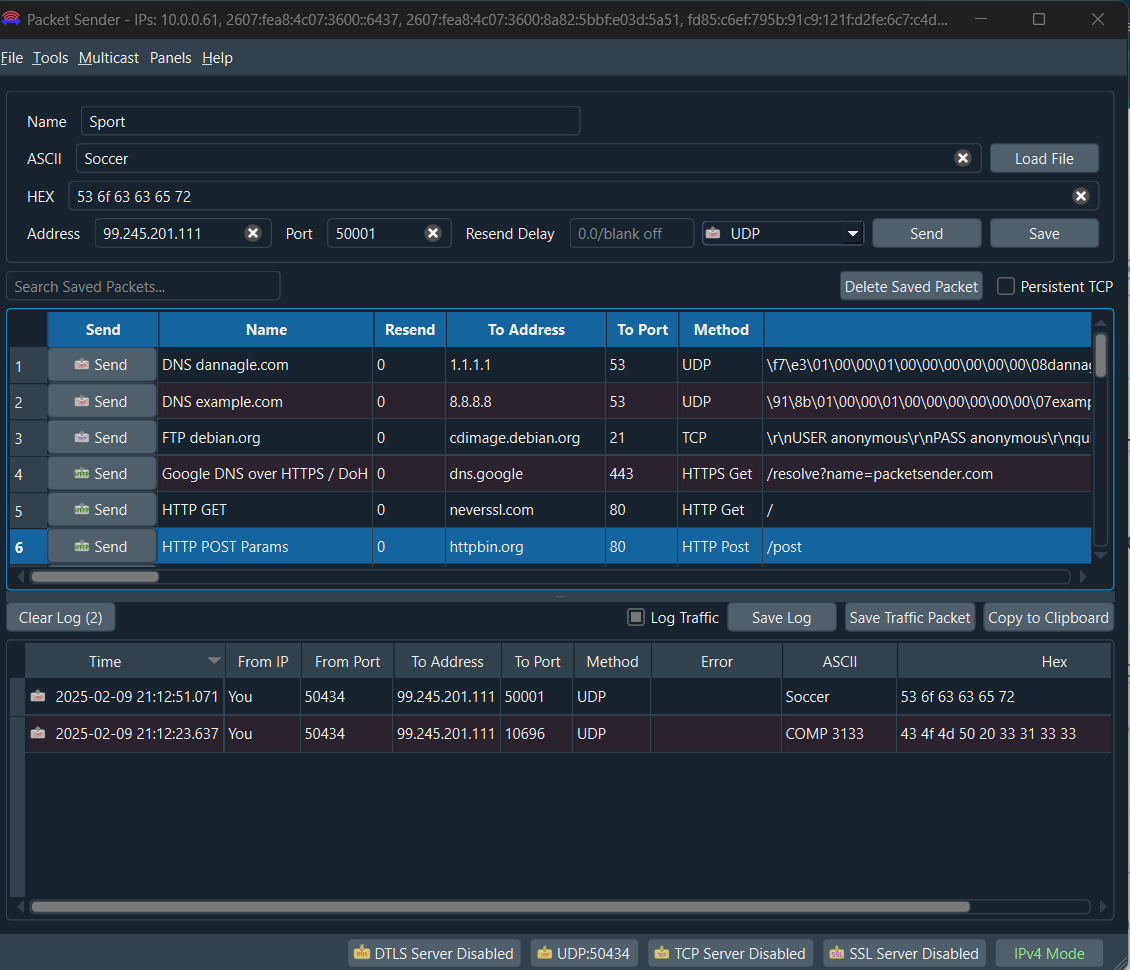 Packet Sender - IPs: 10.0.0.61, 2607:fea8:4c07:3600::6437, 2607:fea8:4c07:3600:8a82:5bbf:e03d:5a51, fd85:c6ef:795b:91c9:121f:d2fe:6c7:c4d...
File Tools Multicast Panels Help
Name Sport
ASCII Soccer Load File
HEX 53 6f 63 63 65 72
Address 99.245.201.111 Port 50001 Resend Delay 0.0/blank off UDP Send Save
Search Saved Packets... Delete Saved Packet Persistent TCP
Send Name Resend To Address To Port Method
1 Send DNS dannagle.com 0 1.1.1.1 53 UDP \f7\e3\01\00\00\01\00\00\00\00\00\00\08dannag
2 Send DNS example.com 0 8.8.8.8 53 UDP \91\8b\01\00\00\01\00\00\00\00\00\00\07examp
3 Send FTP debian.org 0 cdimage.debian.org 21 TCP \r\nUSER anonymous\r\nPASS anonymous\r\nqui
4 Send Google DNS over HTTPS / DoH 0 dns.google 443 HTTPS Get /resolve?name=packetsender.com
5 Send HTTP GET 0 neverssl.com 80 HTTP Get /
6 Send HTTP POST Params 0 httpbin.org 80 HTTP Post /post
Clear Log (2) Log Traffic Save Log Save Traffic Packet Copy to Clipboard
Time From IP From Port To Address To Port Method Error ASCII Hex
2025-02-09 21:12:51.071 You 50434 99.245.201.111 50001 UDP Soccer 53 6f 63 63 65 72
2025-02-09 21:12:23.637 You 50434 99.245.201.111 10696 UDP COMP 3133 43 4f 4d 50 20 33 31 33 33
DTLS Server Disabled UDP:50434 TCP Server Disabled SSL Server Disabled IPv4 Mode